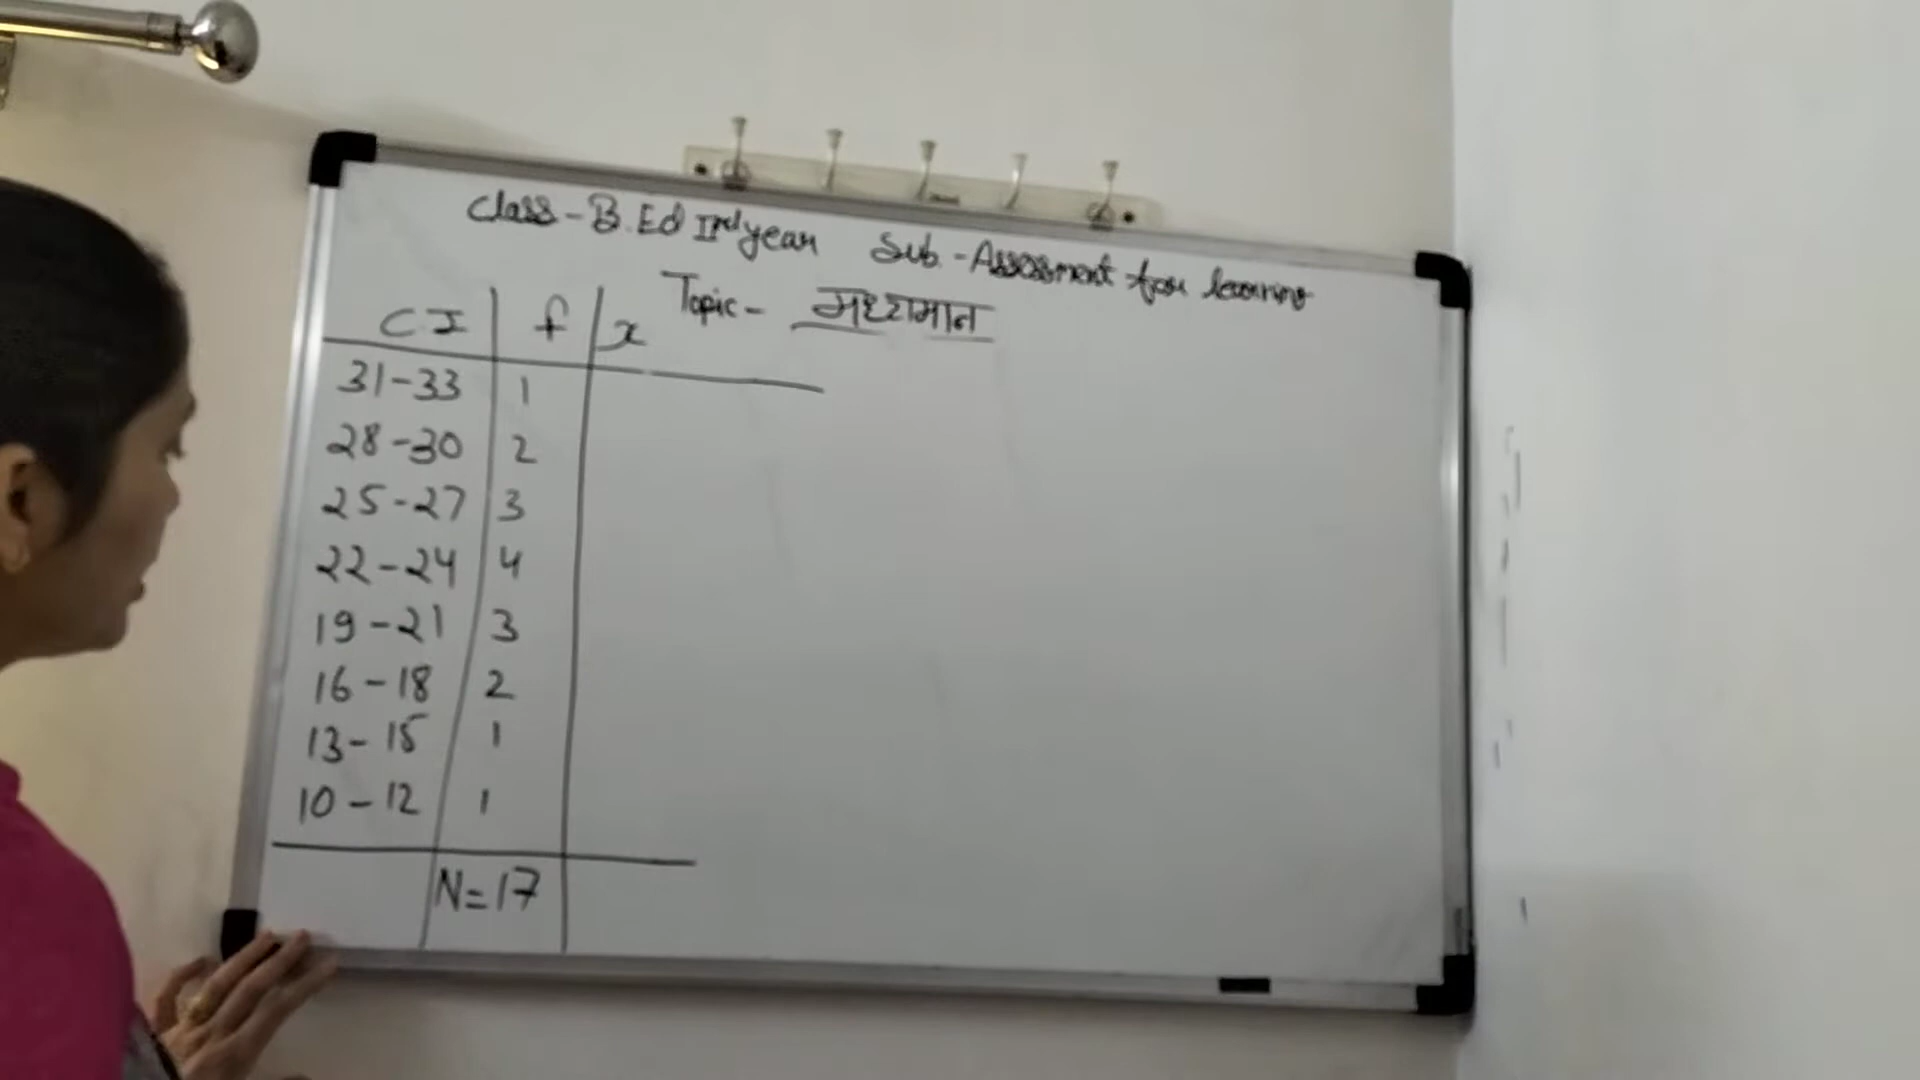 Class - B.Ed IInd year Sub. - Assessment for learning
Topic - मध्यमान
C I f x
31-33 1
28-30 2
25-27 3
22-24 4
19-21 3
16-18 2
13-15 1
10-12 1
N=17